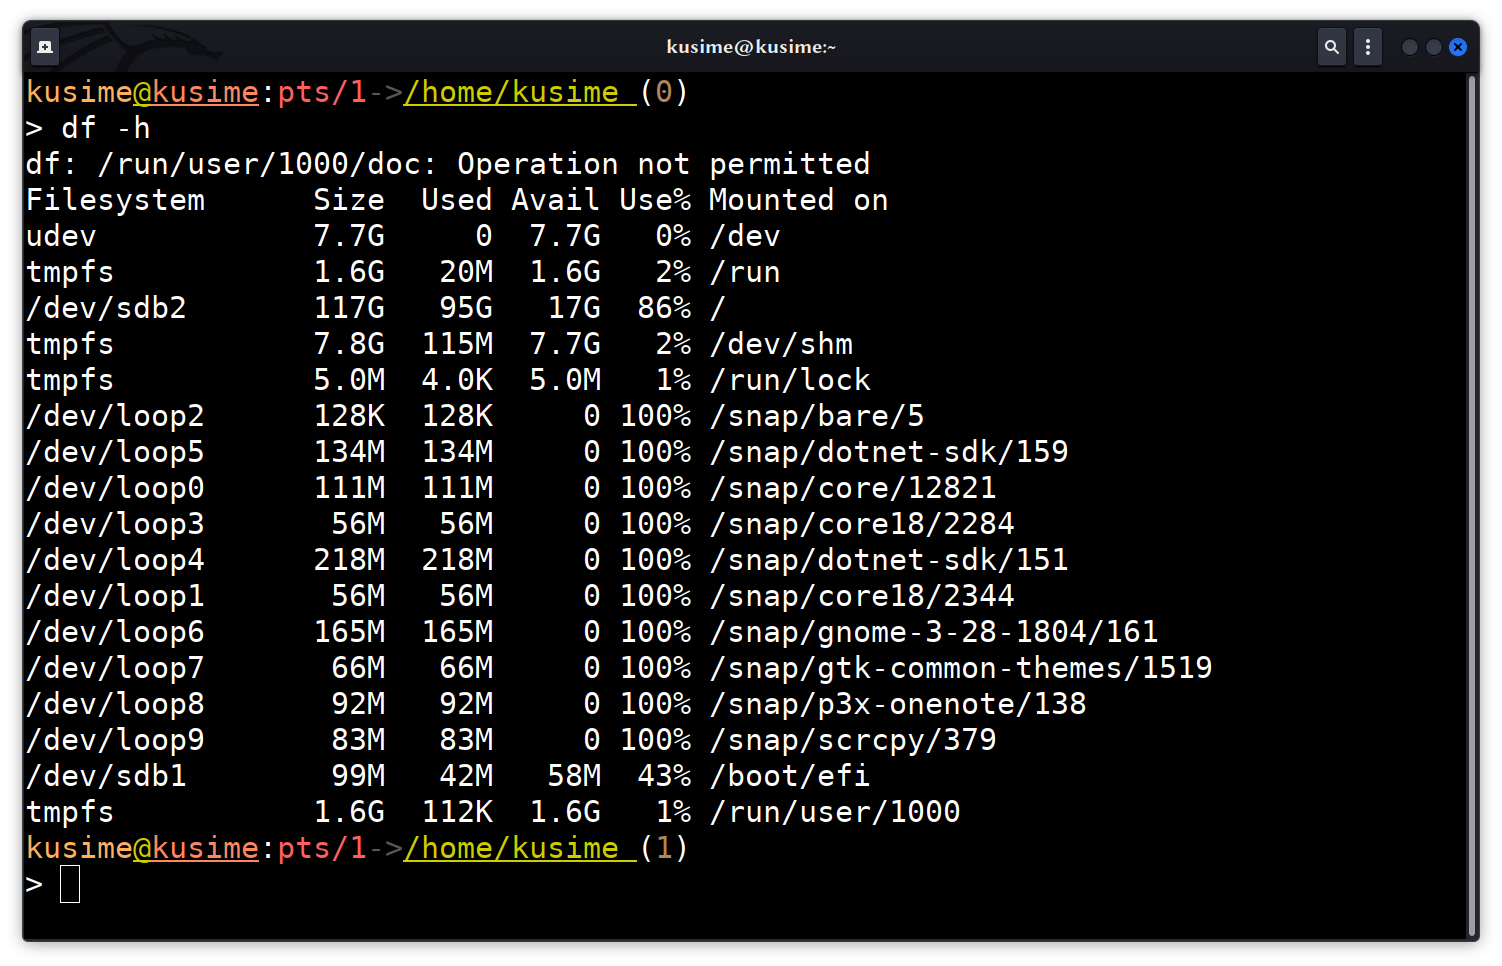 kusime@kusime:~
kusime@kusime:pts/1->/home/kusime (0)
> df -h
df: /run/user/1000/doc: Operation not permitted
Filesystem      Size  Used Avail Use% Mounted on
udev            7.7G     0  7.7G   0% /dev
tmpfs           1.6G   20M  1.6G   2% /run
/dev/sdb2       117G   95G   17G  86% /
tmpfs           7.8G  115M  7.7G   2% /dev/shm
tmpfs           5.0M  4.0K  5.0M   1% /run/lock
/dev/loop2      128K  128K     0 100% /snap/bare/5
/dev/loop5      134M  134M     0 100% /snap/dotnet-sdk/159
/dev/loop0      111M  111M     0 100% /snap/core/12821
/dev/loop3       56M   56M     0 100% /snap/core18/2284
/dev/loop4      218M  218M     0 100% /snap/dotnet-sdk/151
/dev/loop1       56M   56M     0 100% /snap/core18/2344
/dev/loop6      165M  165M     0 100% /snap/gnome-3-28-1804/161
/dev/loop7       66M   66M     0 100% /snap/gtk-common-themes/1519
/dev/loop8       92M   92M     0 100% /snap/p3x-onenote/138
/dev/loop9       83M   83M     0 100% /snap/scrcpy/379
/dev/sdb1        99M   42M   58M  43% /boot/efi
tmpfs           1.6G  112K  1.6G   1% /run/user/1000
kusime@kusime:pts/1->/home/kusime (1)
>